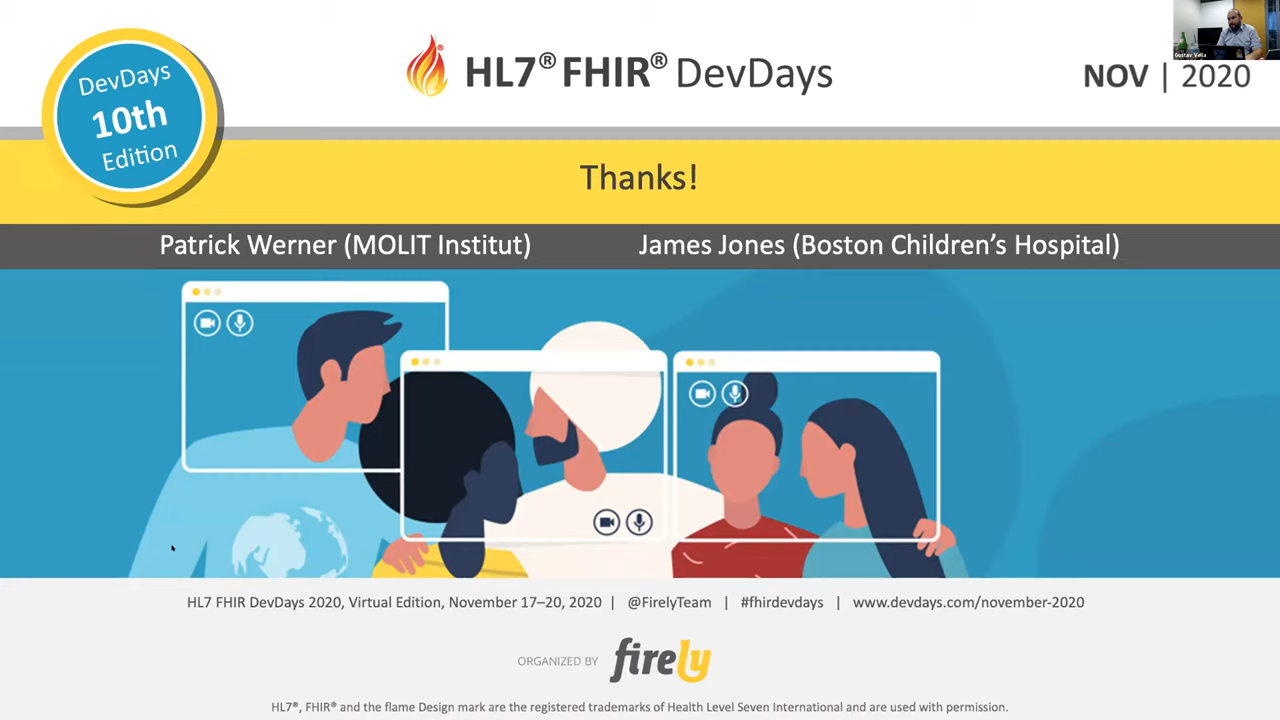 DevDays
10th
Edition
HL7® FHIR® DevDays
NOV | 2020
Gustav Vella
Thanks!
Patrick Werner (MOLIT Institut)
James Jones (Boston Children’s Hospital)
HL7 FHIR DevDays 2020, Virtual Edition, November 17–20, 2020 | @FirelyTeam | #fhirdevdays | www.devdays.com/november-2020
ORGANIZED BY firely
HL7®, FHIR® and the flame Design mark are the registered trademarks of Health Level Seven International and are used with permission.